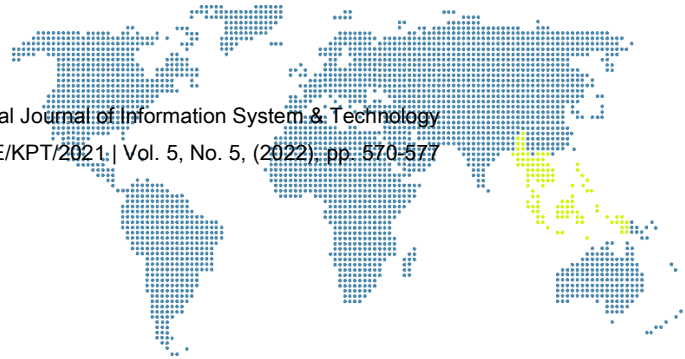 al Journal of Information System & Technology
E/KPT/2021 | Vol. 5, No. 5, (2022), pp. 570-577